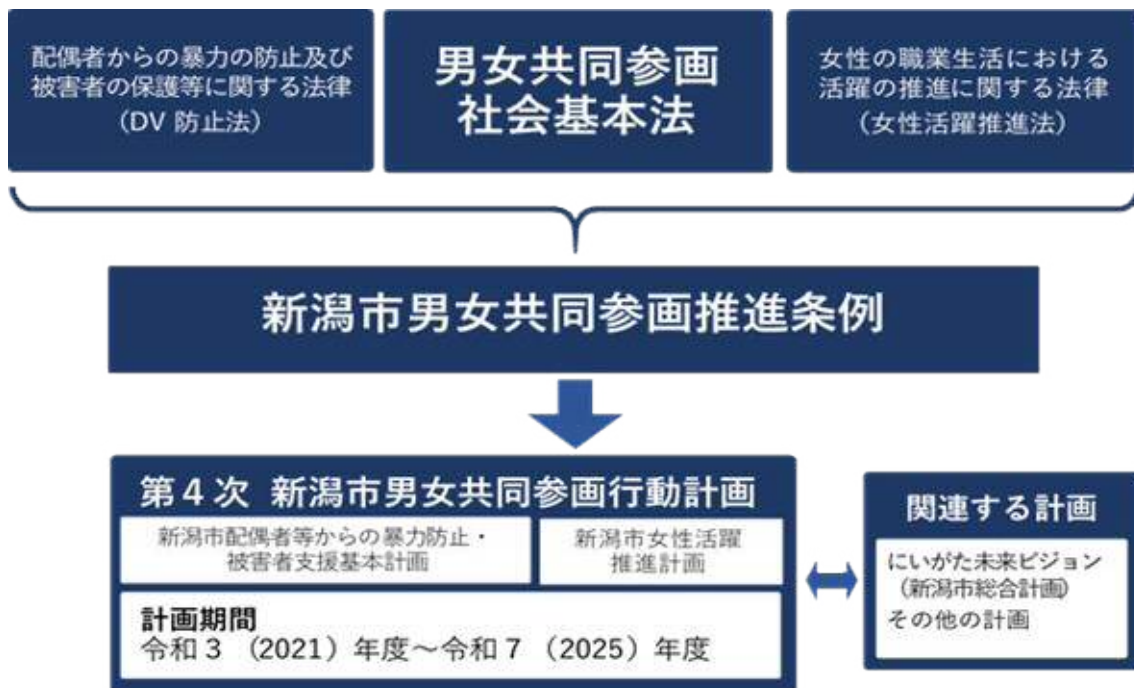 配偶者からの暴力の防止及び
被害者の保護等に関する法律
(DV 防止法)
男女共同参画
社会基本法
女性の職業生活における
活躍の推進に関する法律
(女性活躍推進法)
新潟市男女共同参画推進条例
第4次 新潟市男女共同参画行動計画
新潟市配偶者等からの暴力防止・
被害者支援基本計画
新潟市女性活躍
推進計画
計画期間
令和3 (2021) 年度～令和7 (2025) 年度
関連する計画
にいがた未来ビジョン
(新潟市総合計画)
その他の計画